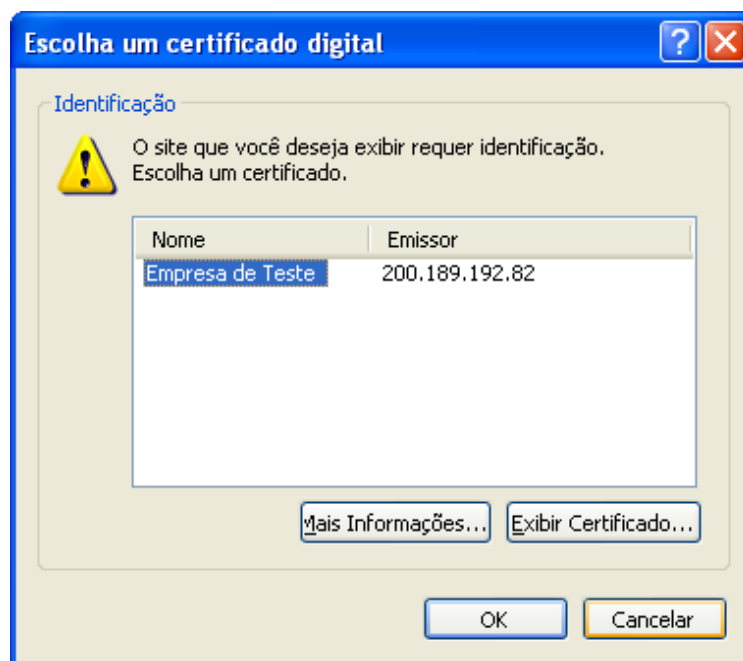 Escolha um certificado digital
Identificação
O site que você deseja exibir requer identificação.
Escolha um certificado.
Nome Emissor
Empresa de Teste 200.189.192.82
Mais Informações... Exibir Certificado...
OK Cancelar